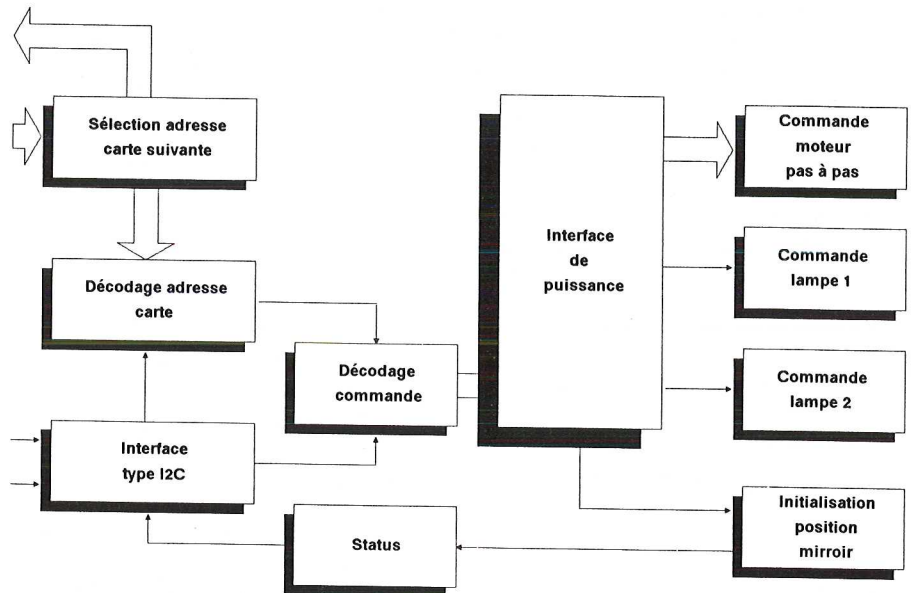 Sélection adresse
carte suivante
Décodage adresse
carte
Interface
type I2C
Décodage
commande
Status
Interface
de
puissance
Commande
moteur
pas à pas
Commande
lampe 1
Commande
lampe 2
Initialisation
position
mirroir